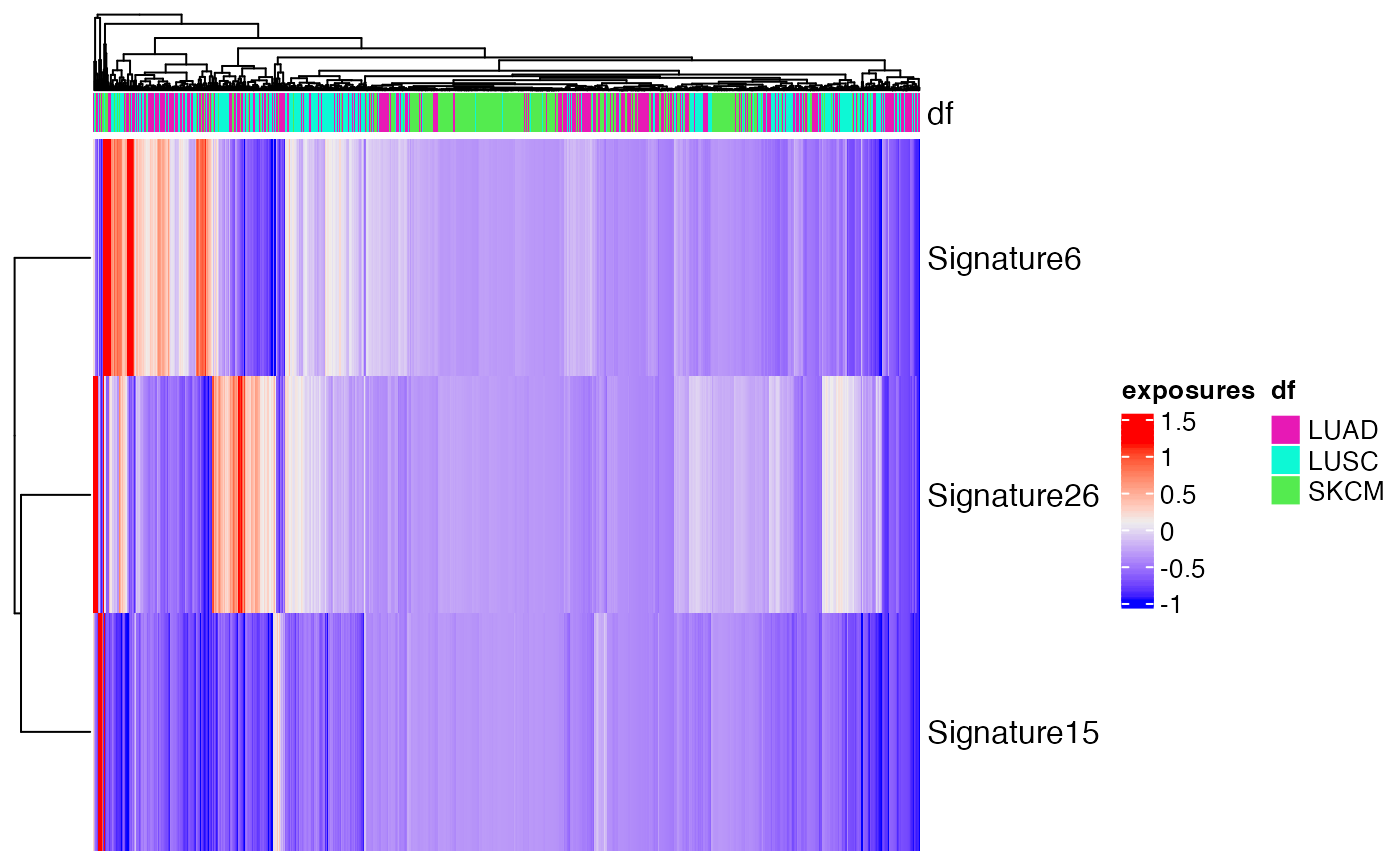 df
Signature6
Signature26
Signature15
exposures
1.5
1
0.5
0
-0.5
-1
df
LUAD
LUSC
SKCM